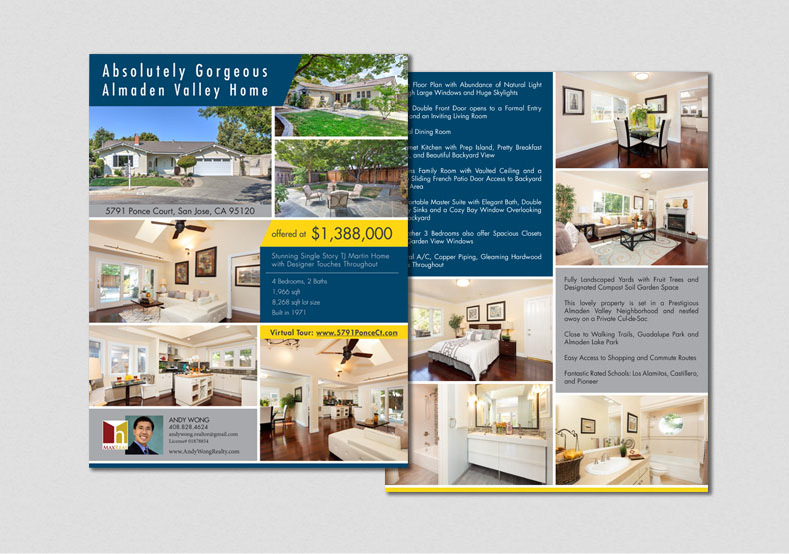 Absolutely Gorgeous
Almaden Valley Home
5791 Ponce Court, San Jose, CA 95120
offered at $1,388,000
Stunning Single Story TJ Martin Home
with Designer Touches Throughout
4 Bedrooms, 2 Baths
1,966 sqft
8,268 sqft lot size
Built in 1971
Virtual Tour: www.5791PonceCt.com
ANDY WONG
408.828.4624
andywong.realtor@gmail.com
License# 01878854
www.AndyWongRealty.com
Floor Plan with Abundance of Natural Light
Large Windows and Huge Skylights
Double Front Door opens to a Formal Entry
and an Inviting Living Room
Dining Room
Kitchen with Prep Island, Pretty Breakfast
and Beautiful Backyard View
Family Room with Vaulted Ceiling and a
Sliding French Patio Door Access to Backyard
Area
Master Suite with Elegant Bath, Double
Sinks and a Cozy Bay Window Overlooking
3 Bedrooms also offer Spacious Closets
Garden View Windows
A/C, Copper Piping, Gleaming Hardwood
Throughout
Fully Landscaped Yards with Fruit Trees and
Designated Compost Soil Garden Space
This lovely property is set in a Prestigious
Almaden Valley Neighborhood and nestled
away on a Private Cul-de-Sac
Close to Walking Trails, Guadalupe Park and
Almaden Lake Park
Easy Access to Shopping and Commute Routes
Fantastic Rated Schools: Los Alamitos, Castillero,
and Pioneer